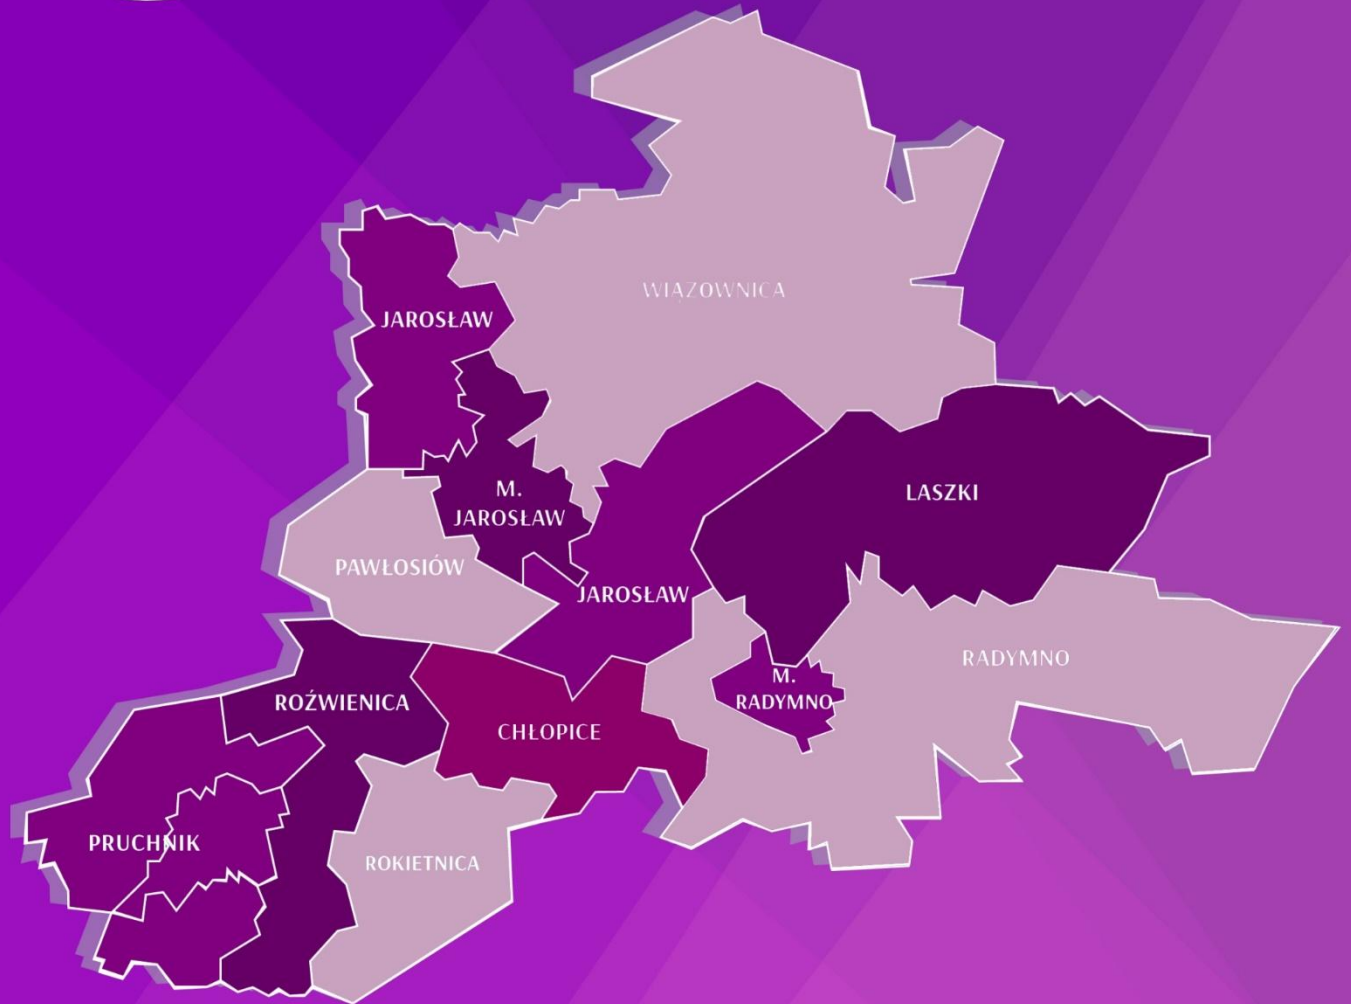 WIĄZOWNICA
JAROSŁAW
M.
JAROSŁAW
LASZKI
PAWŁOSIÓW
JAROSŁAW
RADYMNO
M.
RADYMNO
ROŹWIENICA
CHŁOPICE
PRUCHNIK
ROKIETNICA